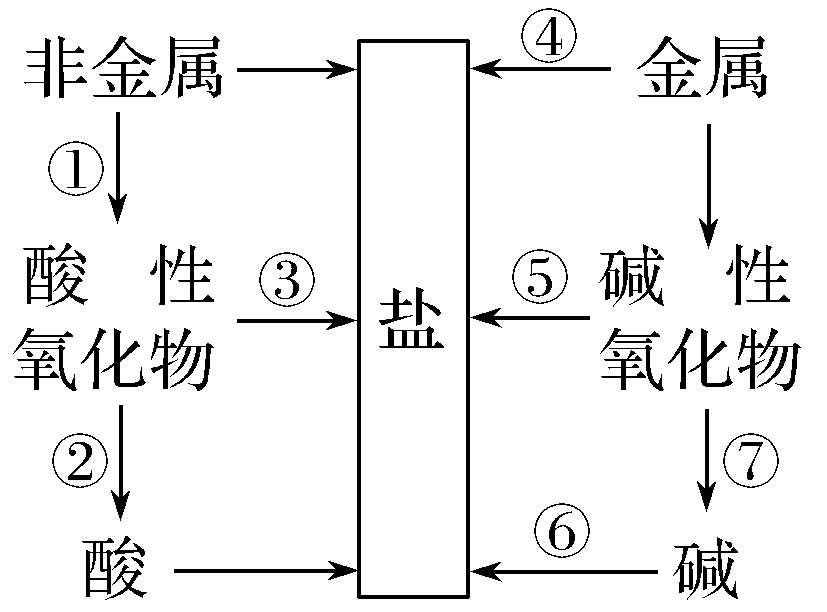 非金属
④
金属
①
酸 性
氧化物
③
盐
⑤
碱 性
氧化物
②
⑦
酸
⑥
碱